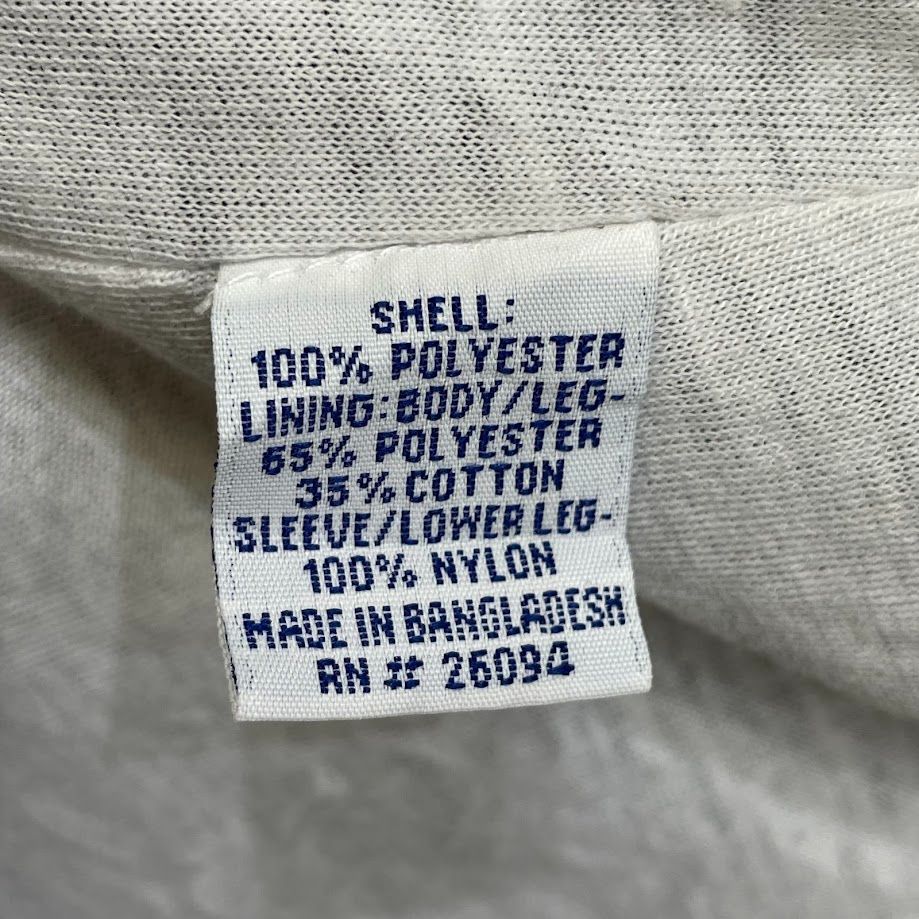 SHELL:
100% POLYESTER
LINING: BODY/LEG-
65% POLYESTER
35% COTTON
SLEEVE/LOWER LEG-
100% NYLON
MADE IN BANGLADESH
RN # 26094